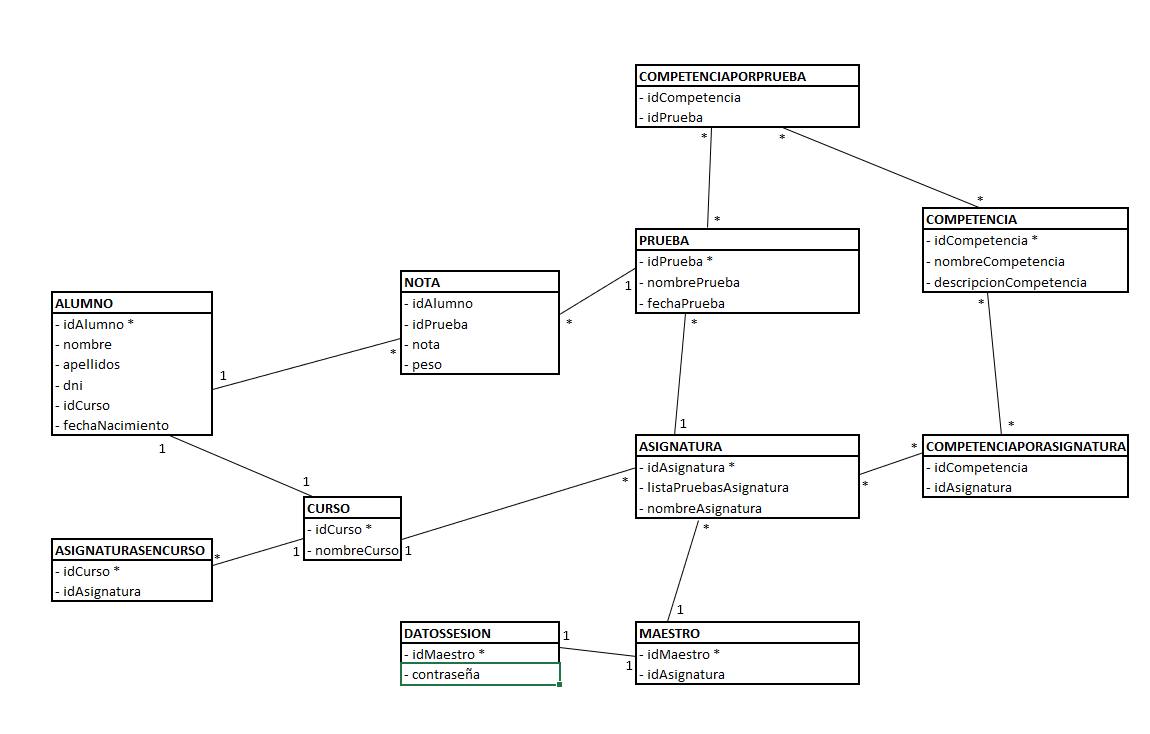 COMPETENCIAPORPRUEBA
- idCompetencia
- idPrueba
*
*
*
*
COMPETENCIA
- idCompetencia *
- nombreCompetencia
- descripcionCompetencia
*
PRUEBA
- idPrueba *
- nombrePrueba
- fechaPrueba
1
*
NOTA
- idAlumno
- idPrueba
- nota
- peso
*
*
ALUMNO
- idAlumno *
- nombre
- apellidos
- dni
- idCurso
- fechaNacimiento
1
1
1
CURSO
- idCurso *
- nombreCurso
1
1
ASIGNATURASENCURSO
- idCurso *
- idAsignatura
*
1
ASIGNATURA
- idAsignatura *
- listaPruebasAsignatura
- nombreAsignatura
*
*
*
*
*
COMPETENCIAPORASIGNATURA
- idCompetencia
- idAsignatura
DATOSSESION
- idMaestro *
- contraseña
1
1
1
MAESTRO
- idMaestro *
- idAsignatura